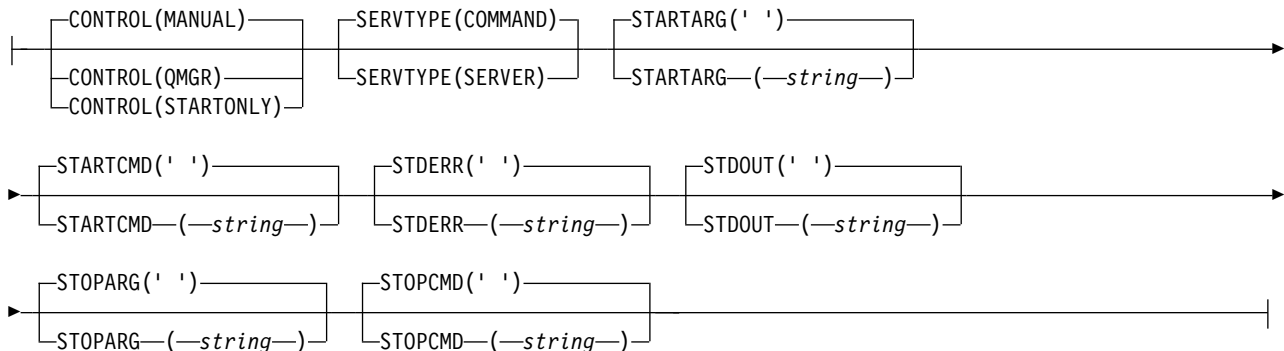 CONTROL(MANUAL) SERVTYPE(COMMAND) STARTARG(' ')
CONTROL(QMGR) SERVTYPE(SERVER) STARTARG (string)
CONTROL(STARTONLY)
STARTCMD(' ') STDERR(' ') STDOUT(' ')
STARTCMD (string) STDERR (string) STDOUT (string)
STOPARG(' ') STOPCMD(' ')
STOPARG (string) STOPCMD (string)